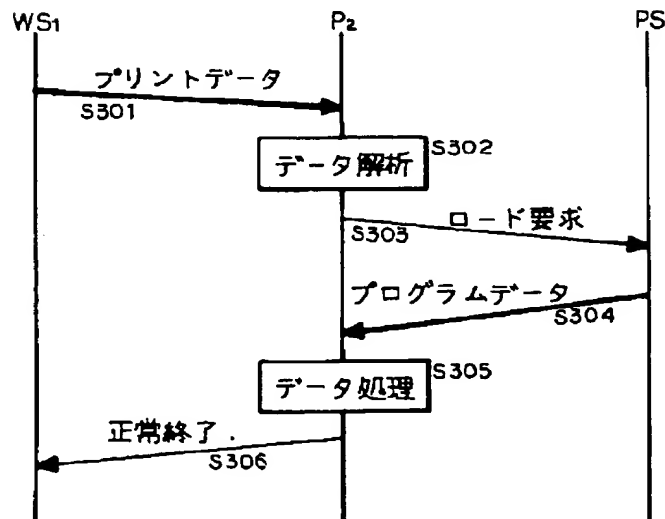 WS1 P2 PS
プリントデータ
S301
データ解析 S302
S303 ロード要求
プログラムデータ
S304
データ処理 S305
正常終了.
S306